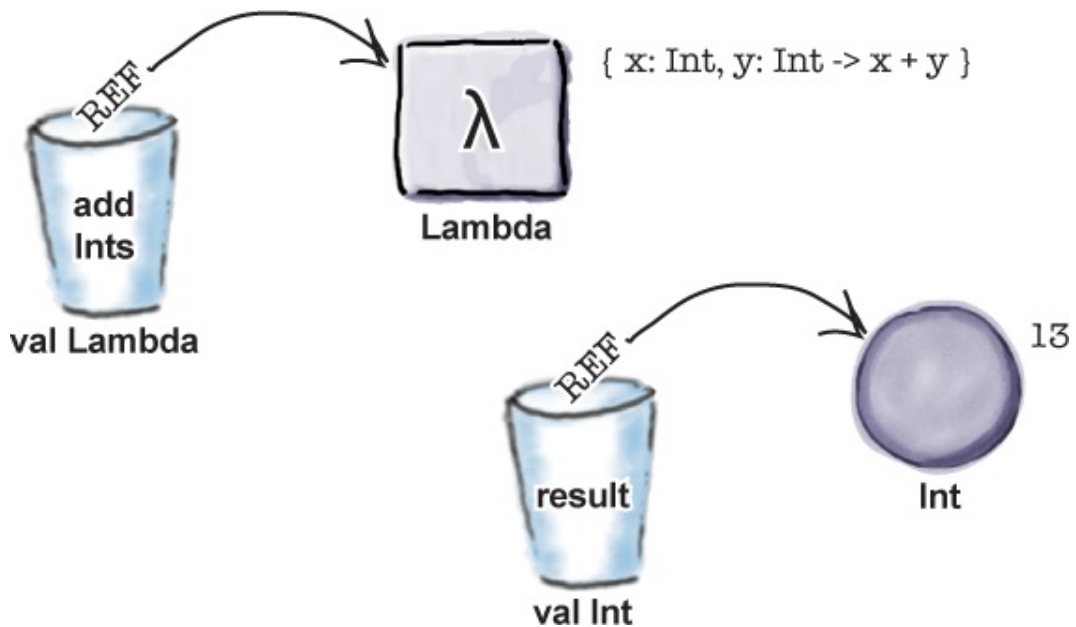 REF
{ x: Int, y: Int -> x + y }
λ
add
Ints
Lambda
val Lambda
REF
13
result
Int
val Int